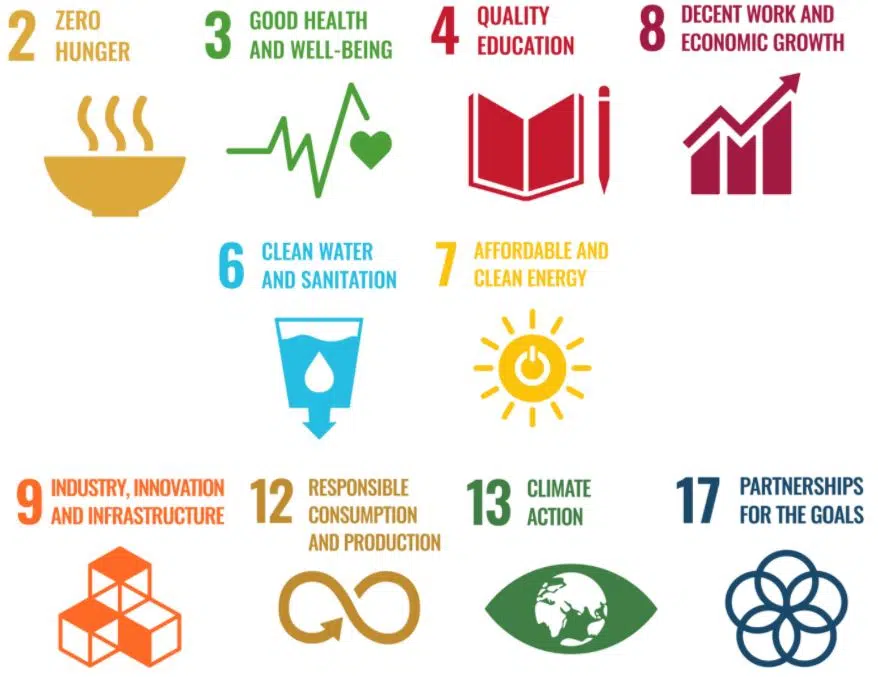 2 ZERO
HUNGER
3 GOOD HEALTH
AND WELL-BEING
4 QUALITY
EDUCATION
8 DECENT WORK AND
ECONOMIC GROWTH
6 CLEAN WATER
AND SANITATION
7 AFFORDABLE AND
CLEAN ENERGY
9 INDUSTRY, INNOVATION
AND INFRASTRUCTURE
12 RESPONSIBLE
CONSUMPTION
AND PRODUCTION
13 CLIMATE
ACTION
17 PARTNERSHIPS
FOR THE GOALS